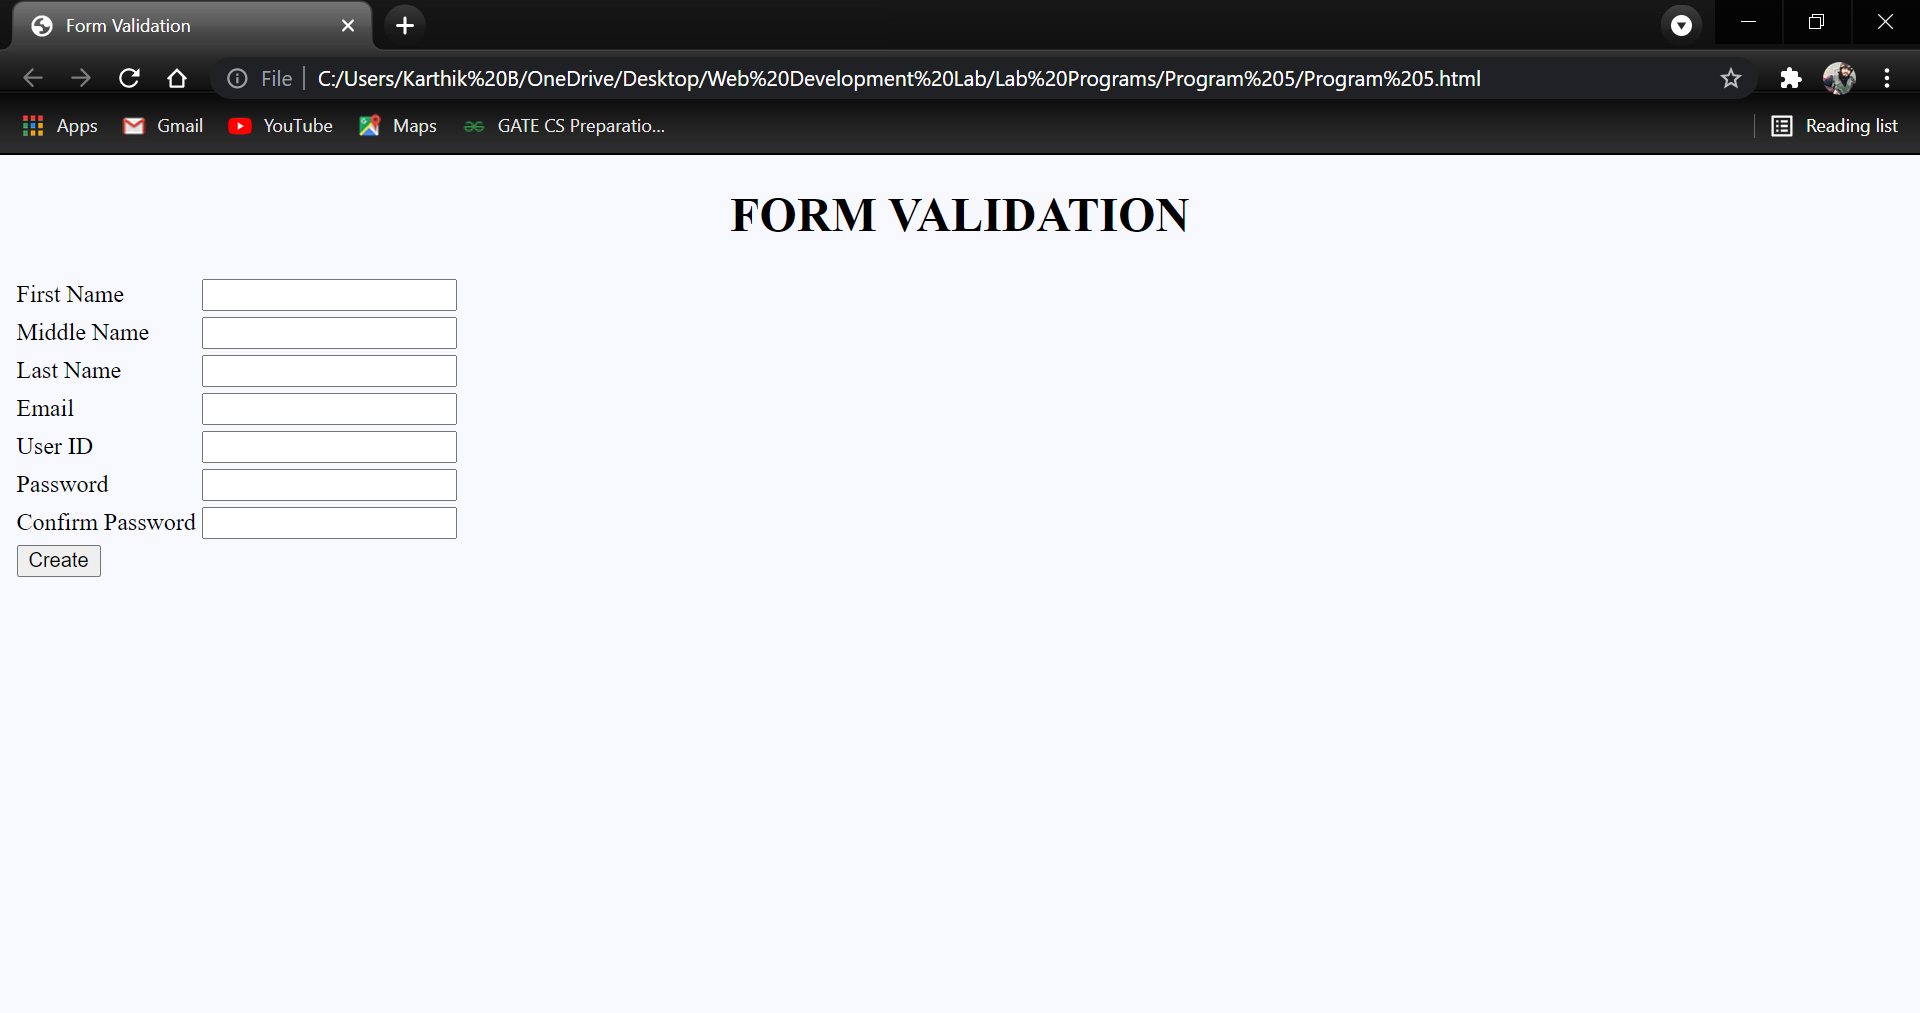 Form Validation
File C:/Users/Karthik%20B/OneDrive/Desktop/Web%20Development%20Lab/Lab%20Programs/Program%205/Program%205.html
Apps Gmail YouTube Maps GATE CS Preparatio... Reading list
FORM VALIDATION
First Name
Middle Name
Last Name
Email
User ID
Password
Confirm Password
Create